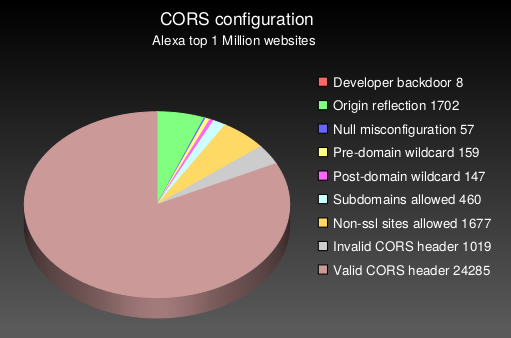 CORS configuration
Alexa top 1 Million websites
Developer backdoor 8
Origin reflection 1702
Null misconfiguration 57
Pre-domain wildcard 159
Post-domain wildcard 147
Subdomains allowed 460
Non-ssl sites allowed 1677
Invalid CORS header 1019
Valid CORS header 24285